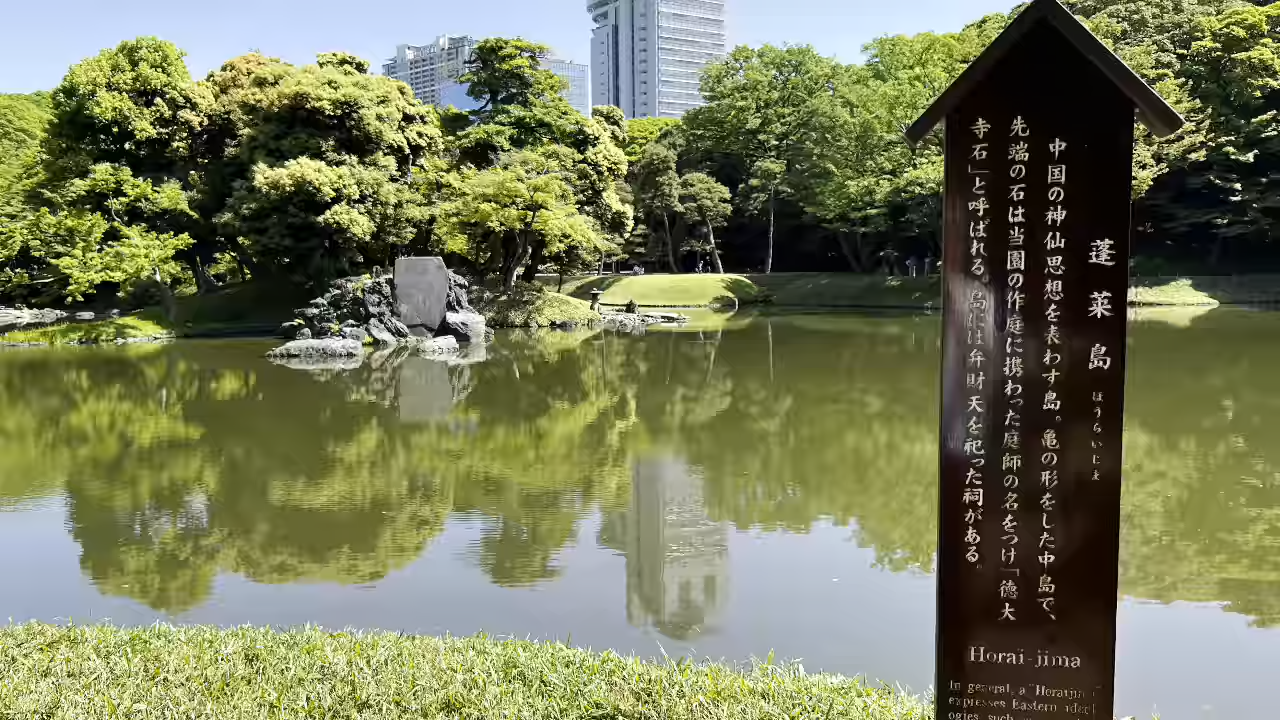 蓬莱島 ほうらいじま
中国の神仙思想を表わす島。亀の形をした中島で、
先端の石は当園の作庭に携わった庭師の名をつけ「徳大
寺石」と呼ばれる。島には弁財天を祀った祠がある。
Horai-jima
In general, a "Horaijima"
expresses Eastern ideol
ogies such